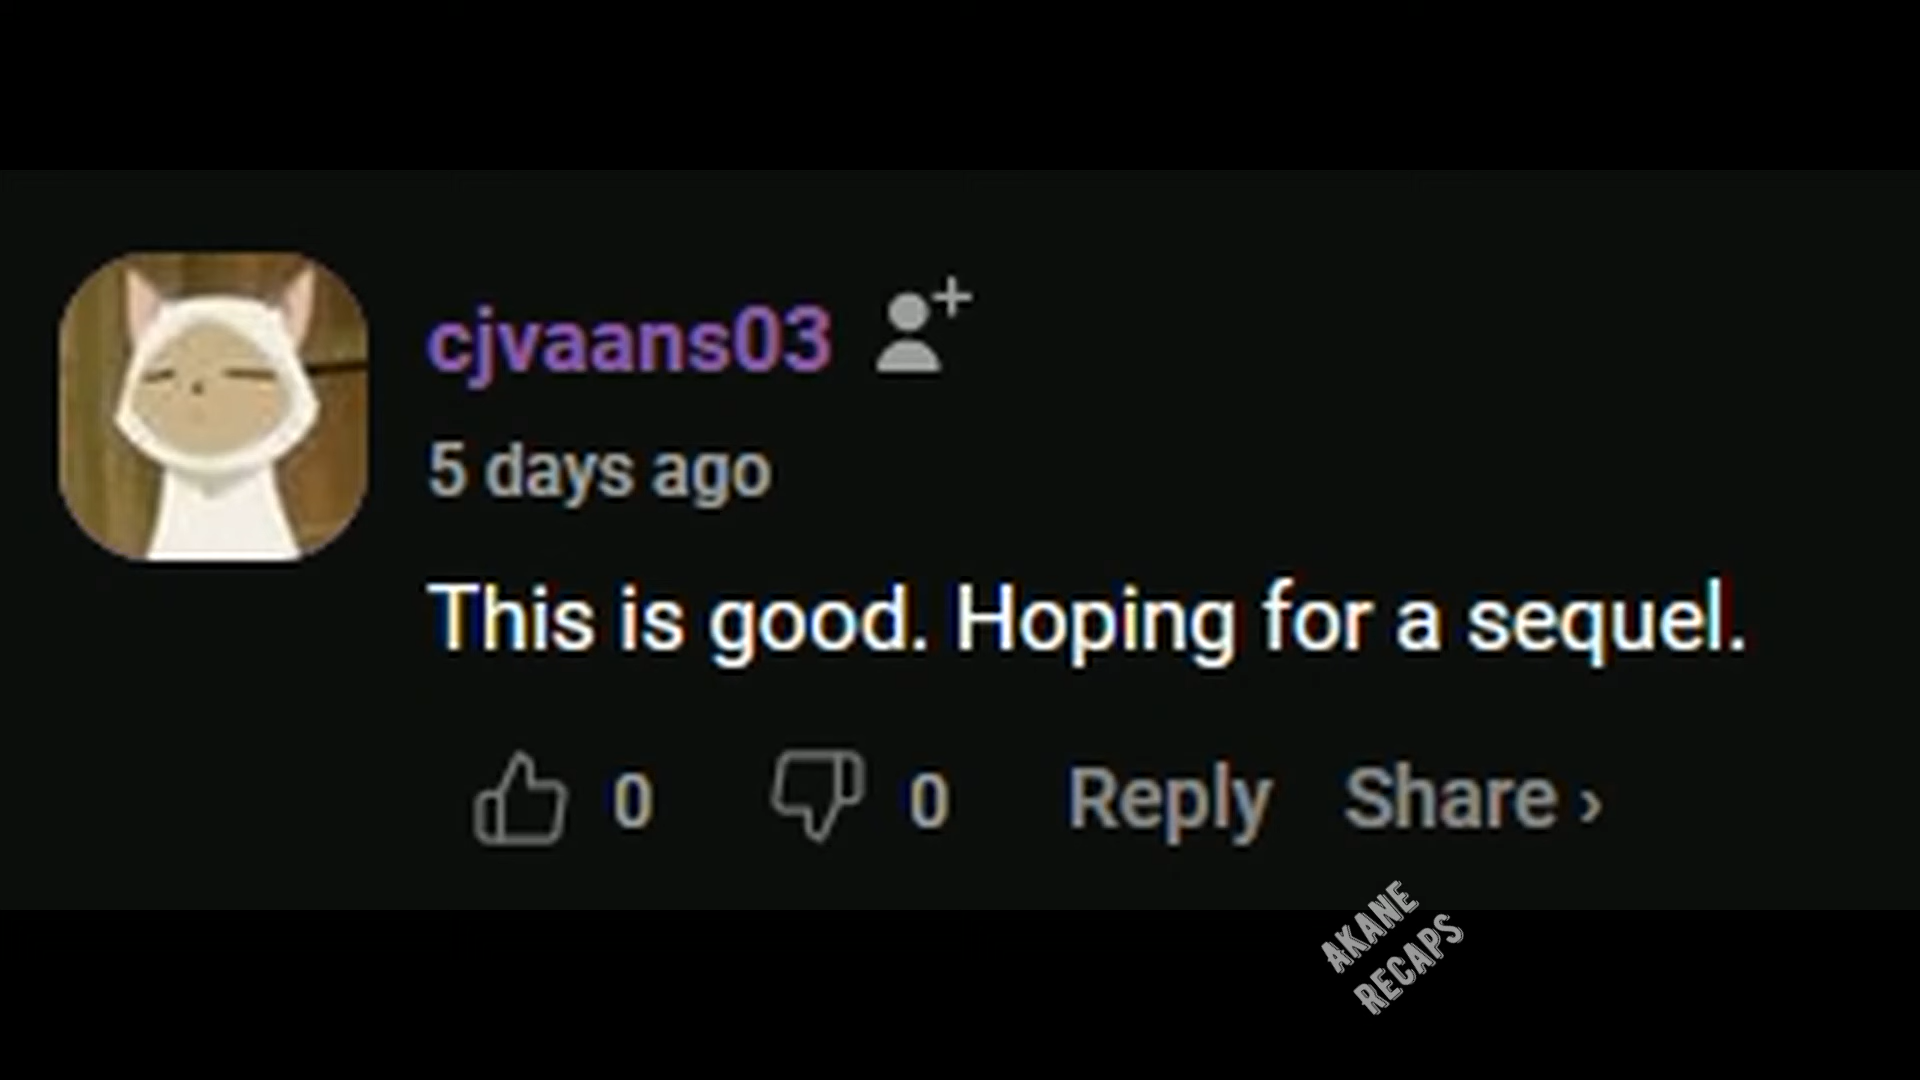 cjvaans03
5 days ago
This is good. Hoping for a sequel.
0 0 Reply Share ›
AKANE
RECAPS